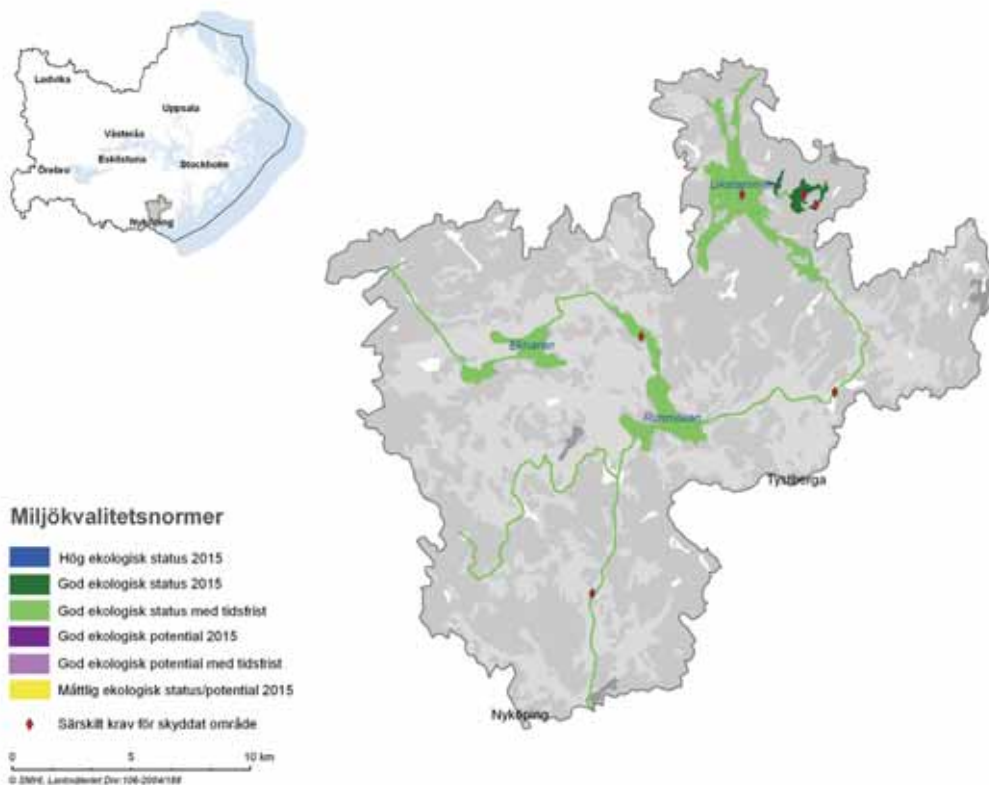 Ludvika
Uppsala
Västerås
Eskilstuna
Örebro
Stockholm
Nyköping
Båven
Runnviken
Tystberga
Nyköping
Miljökvalitetsnormer
Hög ekologisk status 2015
God ekologisk status 2015
God ekologisk status med tidsfrist
God ekologisk potential 2015
God ekologisk potential med tidsfrist
Måttlig ekologisk status/potential 2015
Särskilt krav för skyddat område
0 5 10 km
© SMHI, Lantmäteriet Dnr:106-2004/188